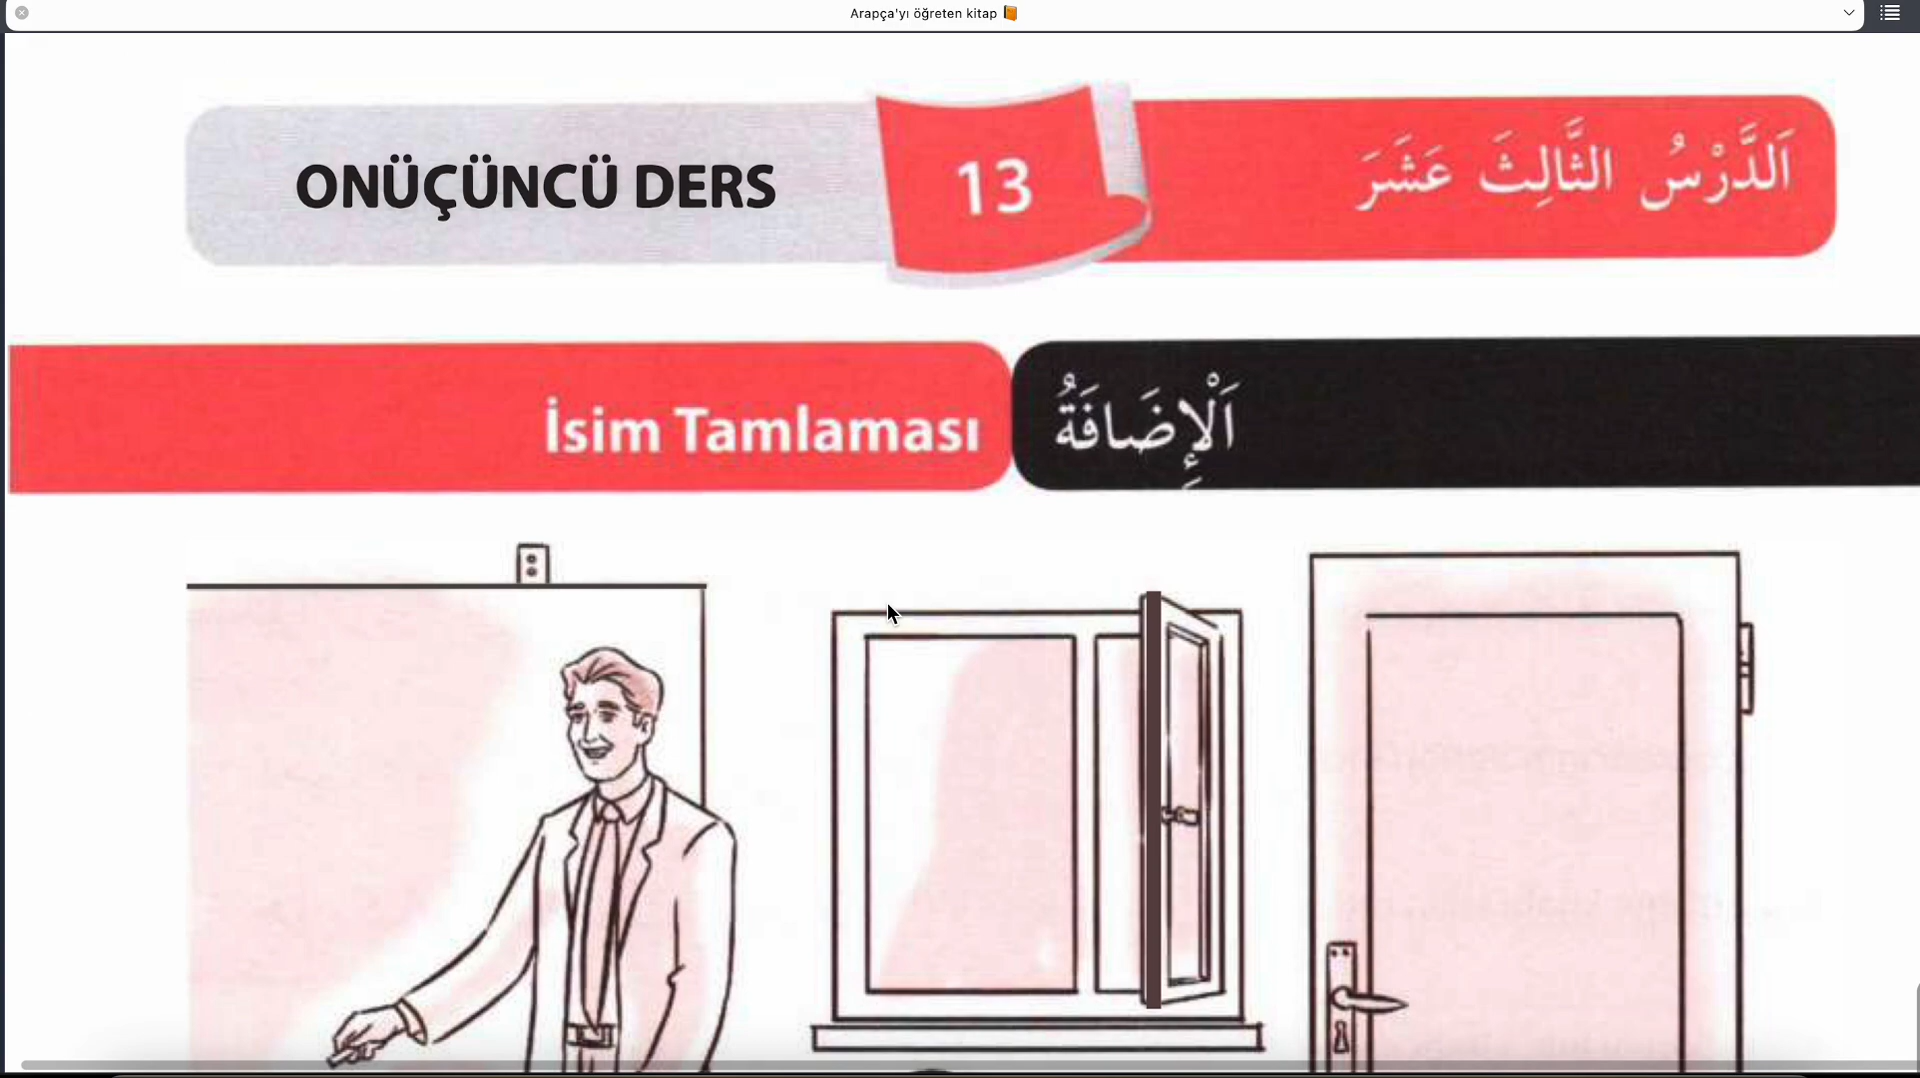 Arapça'yı öğreten kitap
ONÜÇÜNCÜ DERS
13
اَلدَّرْسُ الثَّالِثَ عَشَرَ
İsim Tamlaması
اَلْإِضَافَةُ